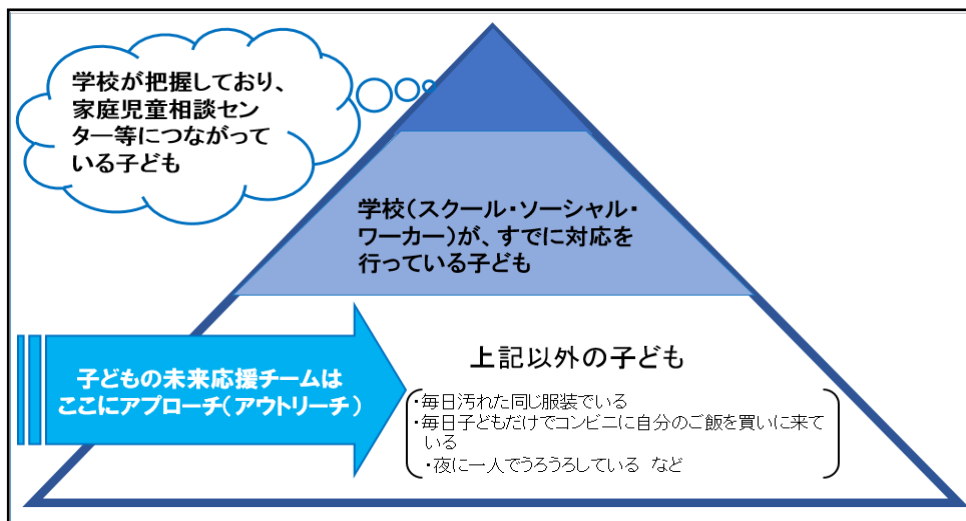 学校が把握しており、
家庭児童相談セン
ター等につながって
いる子ども
学校(スクール・ソーシャル・
ワーカー)が、すでに対応を
行っている子ども
子どもの未来応援チームは
ここにアプローチ(アウトリーチ)
上記以外の子ども
・毎日汚れた同じ服装でいる
・毎日子どもだけでコンビニに自分のご飯を買いに来て
いる
・夜に一人でうろうろしている　など